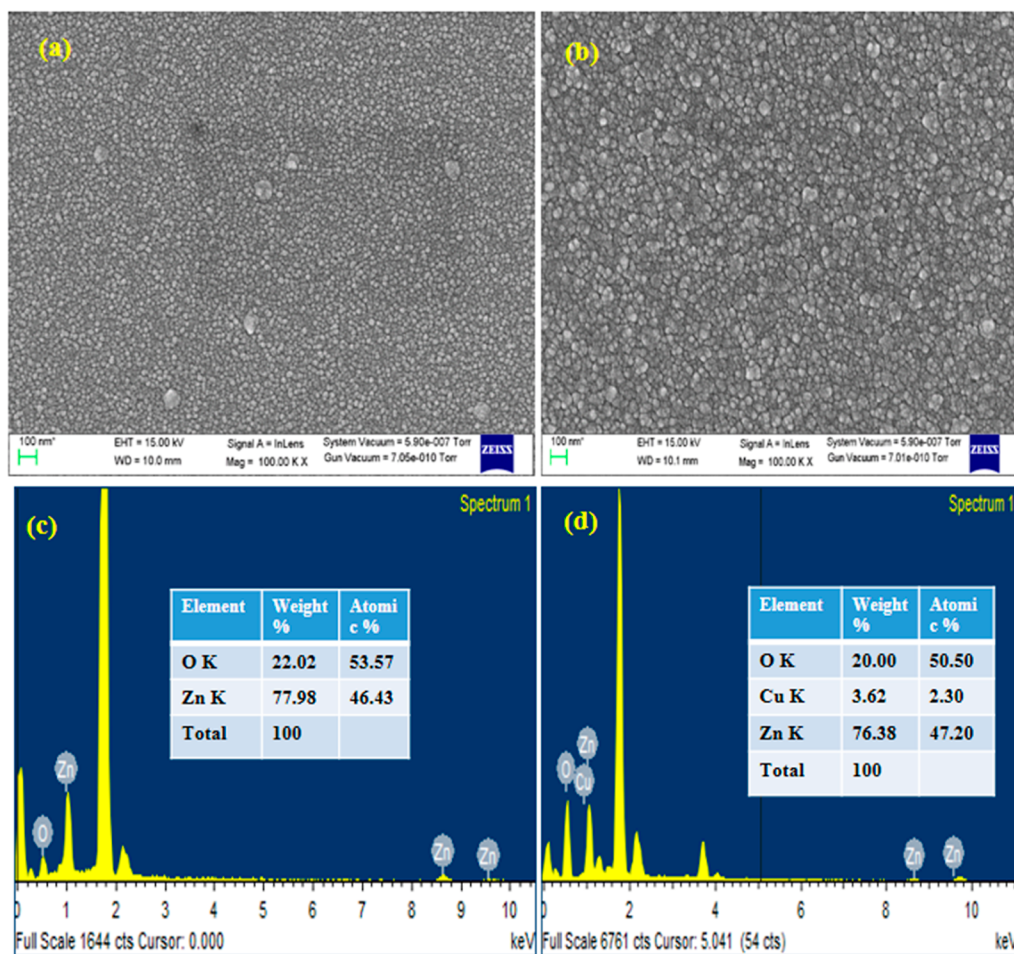 (a)
100 nm*
EHT = 15.00 kV
WD = 10.0 mm
Signal A = InLens
Mag = 100.00 K X
System Vacuum = 5.90e-007 Torr
Gun Vacuum = 7.05e-010 Torr
ZEISS
(b)
100 nm*
EHT = 15.00 kV
WD = 10.1 mm
Signal A = InLens
Mag = 100.00 K X
System Vacuum = 5.90e-007 Torr
Gun Vacuum = 7.01e-010 Torr
ZEISS
(c)
Spectrum 1
Element Weight % Atomi c %
O K 22.02 53.57
Zn K 77.98 46.43
Total 100
Zn
O
Zn
Zn
0 1 2 3 4 5 6 7 8 9 10
Full Scale 1644 cts Cursor: 0.000 keV
(d)
Spectrum 1
Element Weight % Atomi c %
O K 20.00 50.50
Cu K 3.62 2.30
Zn K 76.38 47.20
Total 100
Zn
O
Cu
Zn
Zn
0 2 4 6 8 10
Full Scale 6761 cts Cursor: 5.041 (54 cts) keV